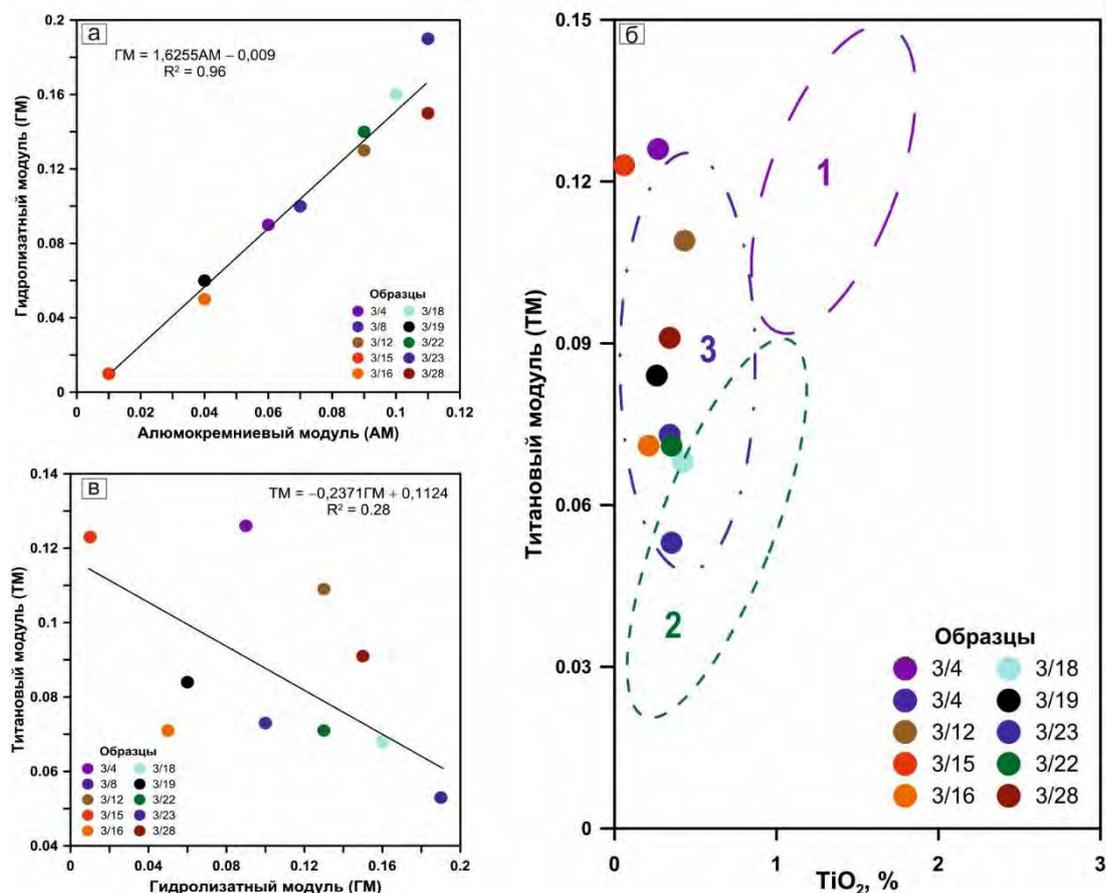 а
ГМ = 1,6255АМ – 0,009
R² = 0.96
Гидролизатный модуль (ГМ)
0.2
0.16
0.12
0.08
0.04
0
Образцы
3/4 3/18
3/8 3/19
3/12 3/22
3/15 3/23
3/16 3/28
0 0.02 0.04 0.06 0.08 0.1 0.12
Алюмокремниевый модуль (АМ)
в
ТМ = –0,2371ГМ + 0,1124
R² = 0.28
Титановый модуль (ТМ)
0.14
0.12
0.1
0.08
0.06
0.04
Образцы
3/4 3/18
3/8 3/19
3/12 3/22
3/15 3/23
3/16 3/28
0 0.04 0.08 0.12 0.16 0.2
Гидролизатный модуль (ГМ)
б
Титановый модуль (ТМ)
0.15
0.12
0.09
0.06
0.03
0
1
3
2
Образцы
3/4 3/18
3/4 3/19
3/12 3/23
3/15 3/22
3/16 3/28
0 1 2 3
TiO₂, %